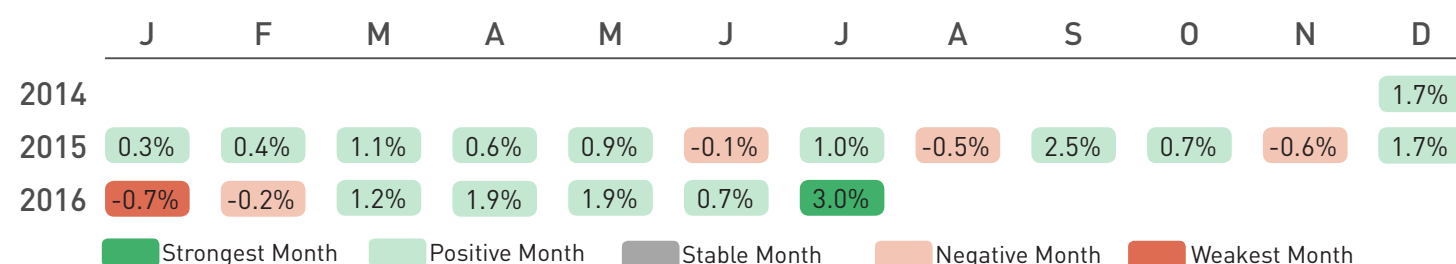 J F M A M J J A S O N D
2014 1.7%
2015 0.3% 0.4% 1.1% 0.6% 0.9% -0.1% 1.0% -0.5% 2.5% 0.7% -0.6% 1.7%
2016 -0.7% -0.2% 1.2% 1.9% 1.9% 0.7% 3.0%
Strongest Month Positive Month Stable Month Negative Month Weakest Month